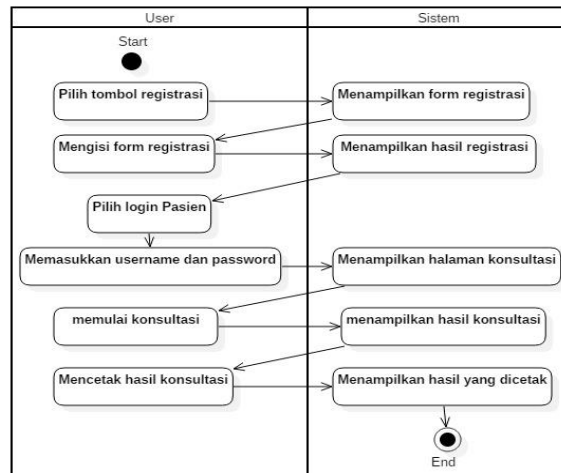 User
Sistem
Start
Pilih tombol registrasi
Menampilkan form registrasi
Mengisi form registrasi
Menampilkan hasil registrasi
Pilih login Pasien
Memasukkan username dan password
Menampilkan halaman konsultasi
memulai konsultasi
menampilkan hasil konsultasi
Mencetak hasil konsultasi
Menampilkan hasil yang dicetak
End